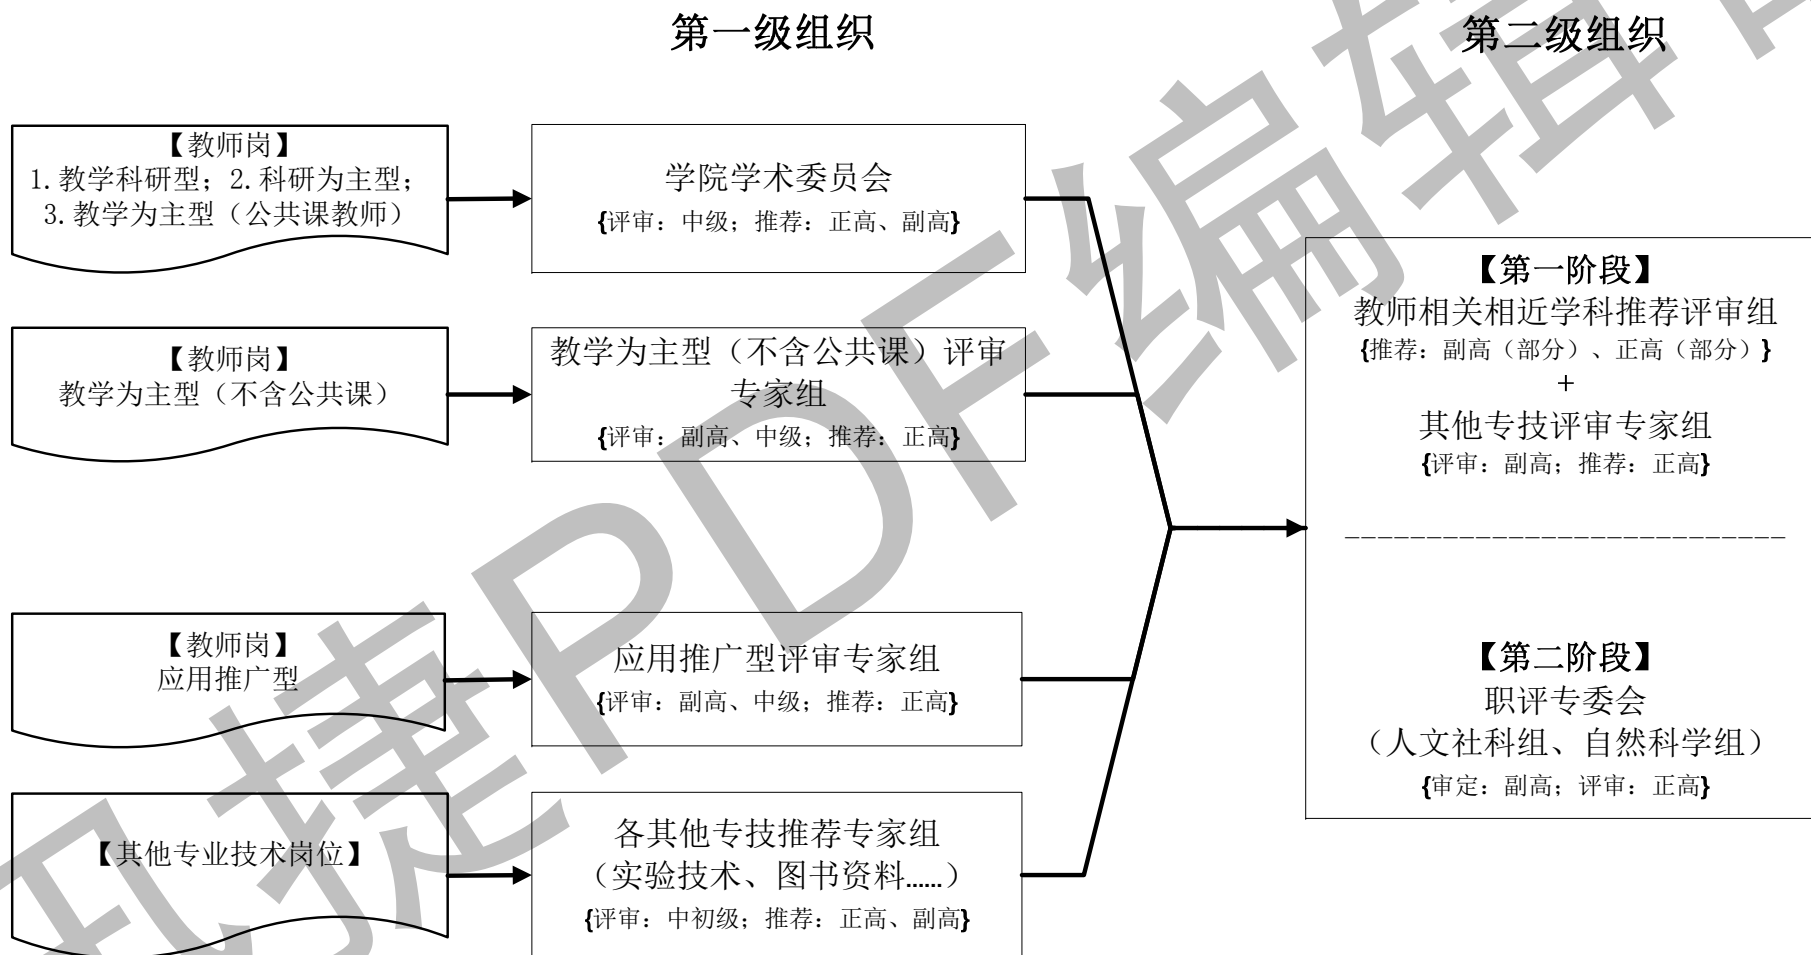 第一级组织
第二级组织
【教师岗】
1.教学科研型；2.科研为主型；
3.教学为主型（公共课教师）
学院学术委员会
{评审：中级；推荐：正高、副高}
【教师岗】
教学为主型（不含公共课）
教学为主型（不含公共课）评审
专家组
{评审：副高、中级；推荐：正高}
【教师岗】
应用推广型
应用推广型评审专家组
{评审：副高、中级；推荐：正高}
【其他专业技术岗位】
各其他专技推荐专家组
（实验技术、图书资料……）
{评审：中初级；推荐：正高、副高}
【第一阶段】
教师相关相近学科推荐评审组
{推荐：副高（部分）、正高（部分）}
+
其他专技评审专家组
{评审：副高；推荐：正高}
【第二阶段】
职评专委会
（人文社科组、自然科学组）
{审定：副高；评审：正高}
捷PDF编辑